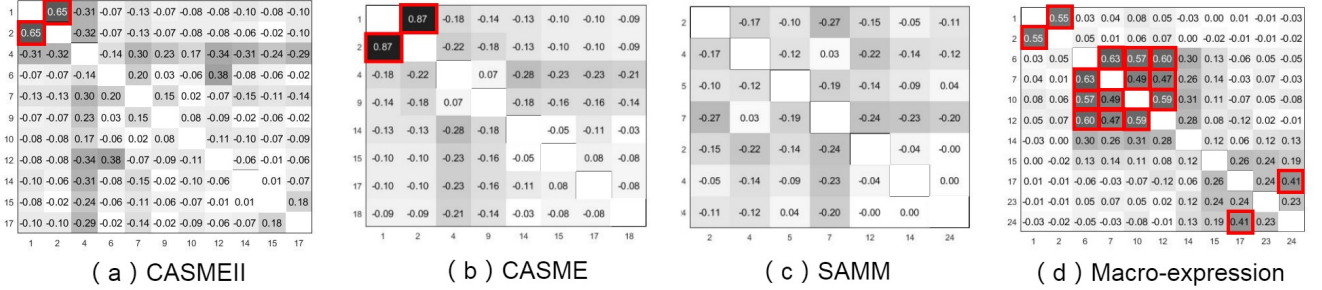 1 0.65 -0.31 -0.07 -0.13 -0.07 -0.08 -0.08 -0.10 -0.08 -0.10
2 0.65 -0.32 -0.07 -0.13 -0.07 -0.08 -0.08 -0.06 -0.02 -0.10
4 -0.31 -0.32 -0.14 0.30 0.23 0.17 -0.34 -0.31 -0.24 -0.29
6 -0.07 -0.07 -0.14 0.20 0.03 -0.06 0.38 -0.08 -0.06 -0.02
7 -0.13 -0.13 0.30 0.20 0.15 0.02 -0.07 -0.15 -0.11 -0.14
9 -0.07 -0.07 0.23 0.03 0.15 0.08 -0.09 -0.02 -0.06 -0.02
10 -0.08 -0.08 0.17 -0.06 0.02 0.08 -0.11 -0.10 -0.07 -0.09
12 -0.08 -0.08 -0.34 0.38 -0.07 -0.09 -0.11 -0.06 -0.01 -0.06
14 -0.10 -0.06 -0.31 -0.08 -0.15 -0.02 -0.10 -0.06 0.01 -0.07
15 -0.08 -0.02 -0.24 -0.06 -0.11 -0.06 -0.07 -0.01 0.01 0.18
17 -0.10 -0.10 -0.29 -0.02 -0.14 -0.02 -0.09 -0.06 -0.07 0.18
1 2 4 6 7 9 10 12 14 15 17
( a ) CASMEII
1 0.87 -0.18 -0.14 -0.13 -0.10 -0.10 -0.09
2 0.87 -0.22 -0.18 -0.13 -0.10 -0.10 -0.09
4 -0.18 -0.22 0.07 -0.28 -0.23 -0.23 -0.21
9 -0.14 -0.18 0.07 -0.18 -0.16 -0.16 -0.14
14 -0.13 -0.13 -0.28 -0.18 -0.05 -0.11 -0.03
15 -0.10 -0.10 -0.23 -0.16 -0.05 0.08 -0.08
17 -0.10 -0.10 -0.23 -0.16 -0.11 0.08 -0.08
18 -0.09 -0.09 -0.21 -0.14 -0.03 -0.08 -0.08
1 2 4 9 14 15 17 18
( b ) CASME
2 -0.17 -0.10 -0.27 -0.15 -0.05 -0.11
4 -0.17 -0.12 0.03 -0.22 -0.14 -0.12
5 -0.10 -0.12 -0.19 -0.14 -0.09 0.04
7 -0.27 0.03 -0.19 -0.24 -0.23 -0.20
2 -0.15 -0.22 -0.14 -0.24 -0.04 -0.00
4 -0.05 -0.14 -0.09 -0.23 -0.04 0.00
4 -0.11 -0.12 0.04 -0.20 -0.00 0.00
2 4 5 7 12 14 24
( c ) SAMM
1 0.55 0.03 0.04 0.08 0.05 -0.03 0.00 0.01 -0.01 -0.03
2 0.55 0.05 0.01 0.06 0.07 0.00 -0.02 -0.01 -0.01 -0.02
6 0.03 0.05 0.63 0.57 0.60 0.30 0.13 -0.06 0.05 -0.05
7 0.04 0.01 0.63 0.49 0.47 0.26 0.14 -0.03 0.07 -0.03
10 0.08 0.06 0.57 0.49 0.59 0.31 0.11 -0.07 0.05 -0.08
12 0.05 0.07 0.60 0.47 0.59 0.28 0.08 -0.12 0.02 -0.01
14 -0.03 0.00 0.30 0.26 0.31 0.28 0.12 0.06 0.12 0.13
15 0.00 -0.02 0.13 0.14 0.11 0.08 0.12 0.26 0.24 0.19
17 0.01 -0.01 -0.06 -0.03 -0.07 -0.12 0.06 0.26 0.24 0.41
23 -0.01 -0.01 0.05 0.07 0.05 0.02 0.12 0.24 0.24 0.23
24 -0.03 -0.02 -0.05 -0.03 -0.08 -0.01 0.13 0.19 0.41 0.23
1 2 6 7 10 12 14 15 17 23 24
( d ) Macro-expression